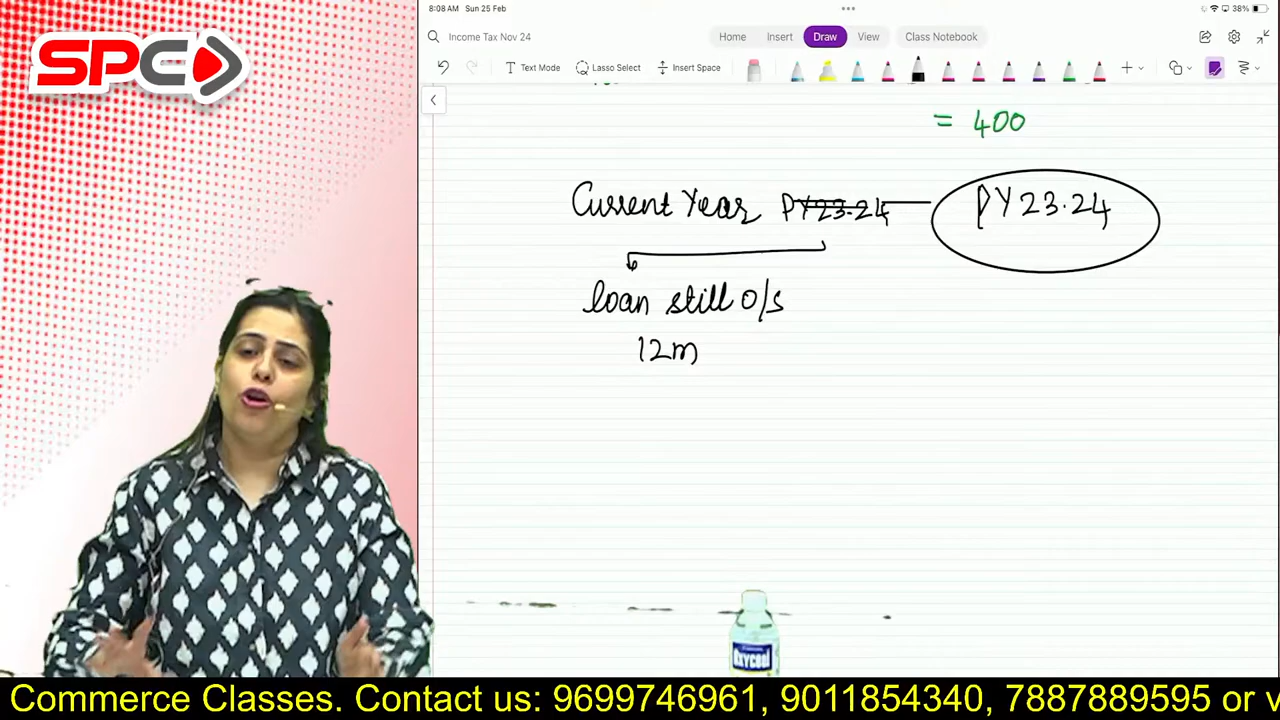 8:08 AM Sun 25 Feb
38%
SPC
Income Tax Nov 24
Home Insert Draw View Class Notebook
Text Mode Lasso Select Insert Space
= 400
Current Year PY23.24 PY23.24
loan still o/s
12m
OXYCOOL
Commerce Classes. Contact us: 9699746961, 9011854340, 7887889595 or v